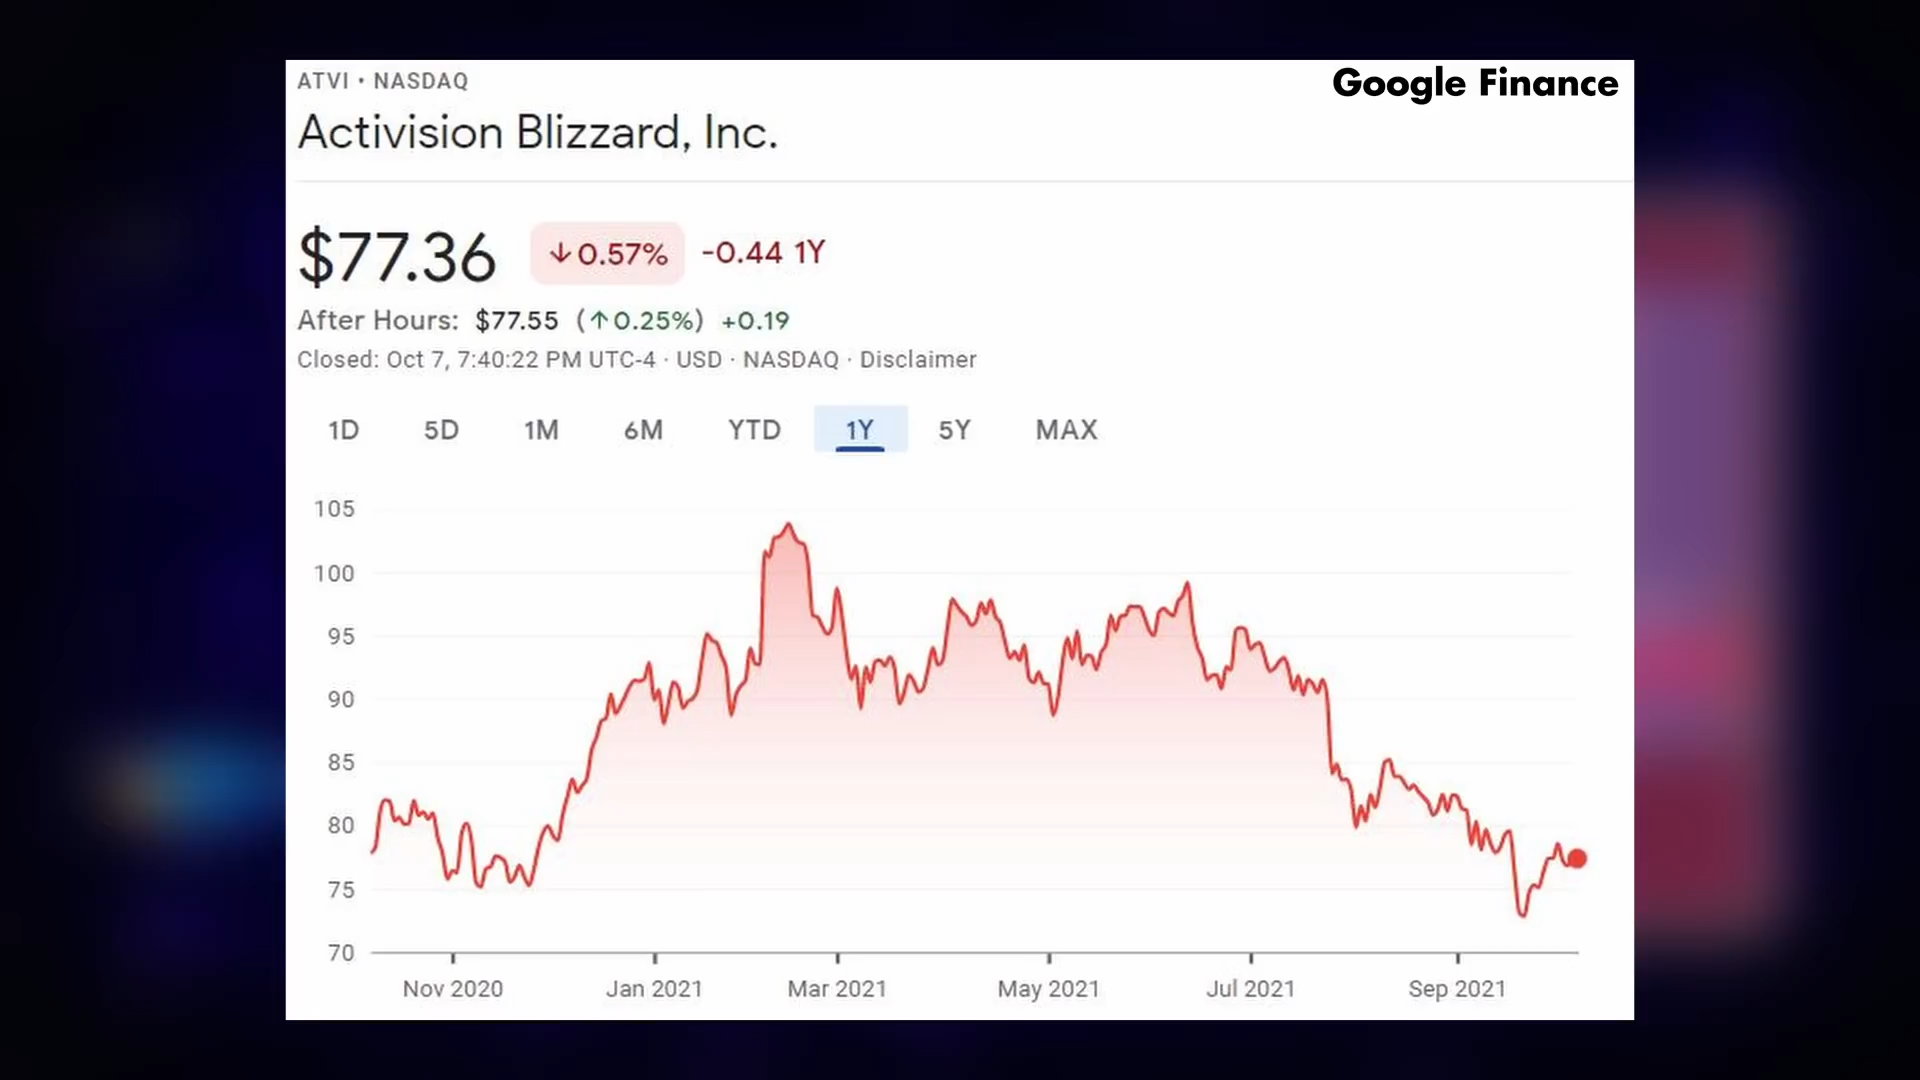 ATVI • NASDAQ
Google Finance
Activision Blizzard, Inc.
$77.36 ↓0.57% -0.44 1Y
After Hours: $77.55 (↑0.25%) +0.19
Closed: Oct 7, 7:40:22 PM UTC-4 · USD · NASDAQ · Disclaimer
1D 5D 1M 6M YTD 1Y 5Y MAX
105
100
95
90
85
80
75
70
Nov 2020 Jan 2021 Mar 2021 May 2021 Jul 2021 Sep 2021